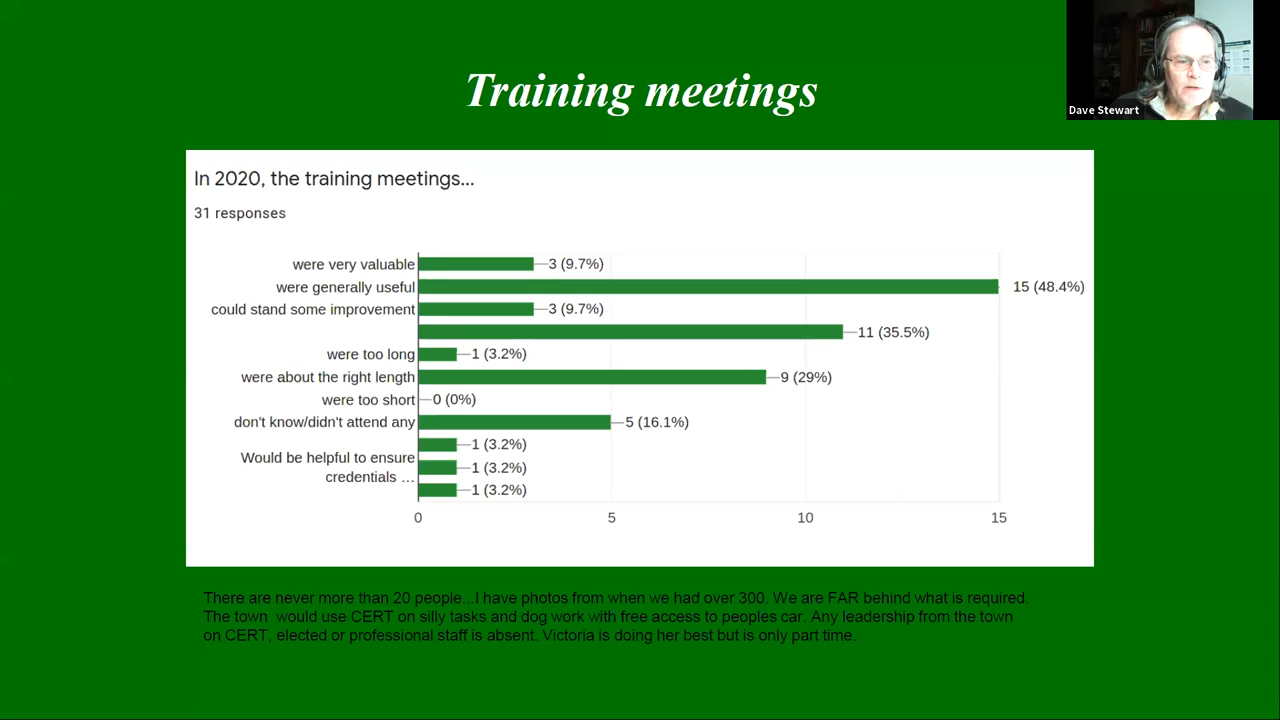 Training meetings
Dave Stewart
In 2020, the training meetings...
31 responses
were very valuable 3 (9.7%)
were generally useful 15 (48.4%)
could stand some improvement 3 (9.7%)
11 (35.5%)
were too long 1 (3.2%)
were about the right length 9 (29%)
were too short 0 (0%)
don't know/didn't attend any 5 (16.1%)
1 (3.2%)
Would be helpful to ensure
credentials …
1 (3.2%)
1 (3.2%)
0 5 10 15
There are never more than 20 people...I have photos from when we had over 300. We are FAR behind what is required.
The town  would use CERT on silly tasks and dog work with free access to peoples car. Any leadership from the town
on CERT, elected or professional staff is absent. Victoria is doing her best but is only part time.